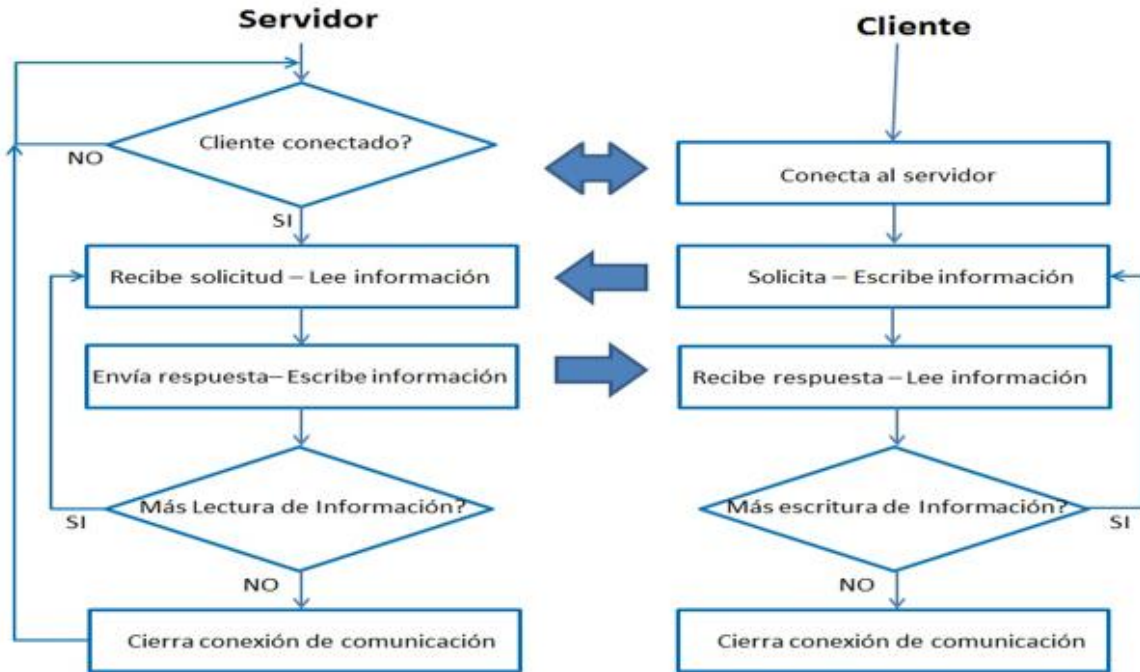 Servidor
Cliente conectado?
NO
SI
Recibe solicitud – Lee información
Envía respuesta– Escribe información
Más Lectura de Información?
SI
NO
Cierra conexión de comunicación
Cliente
Conecta al servidor
Solicita – Escribe información
Recibe respuesta – Lee información
Más escritura de Información?
SI
NO
Cierra conexión de comunicación